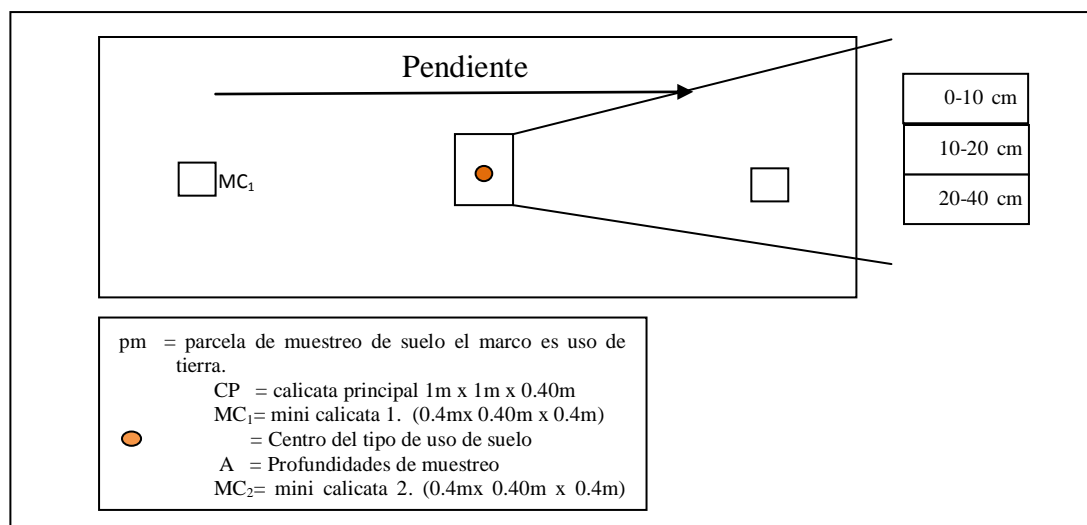 Pendiente
0-10 cm
10-20 cm
20-40 cm
MC₁
pm = parcela de muestreo de suelo el marco es uso de
tierra.
CP = calicata principal 1m x 1m x 0.40m
MC₁= mini calicata 1. (0.4mx 0.40m x 0.4m)
= Centro del tipo de uso de suelo
A = Profundidades de muestreo
MC₂= mini calicata 2. (0.4mx 0.40m x 0.4m)